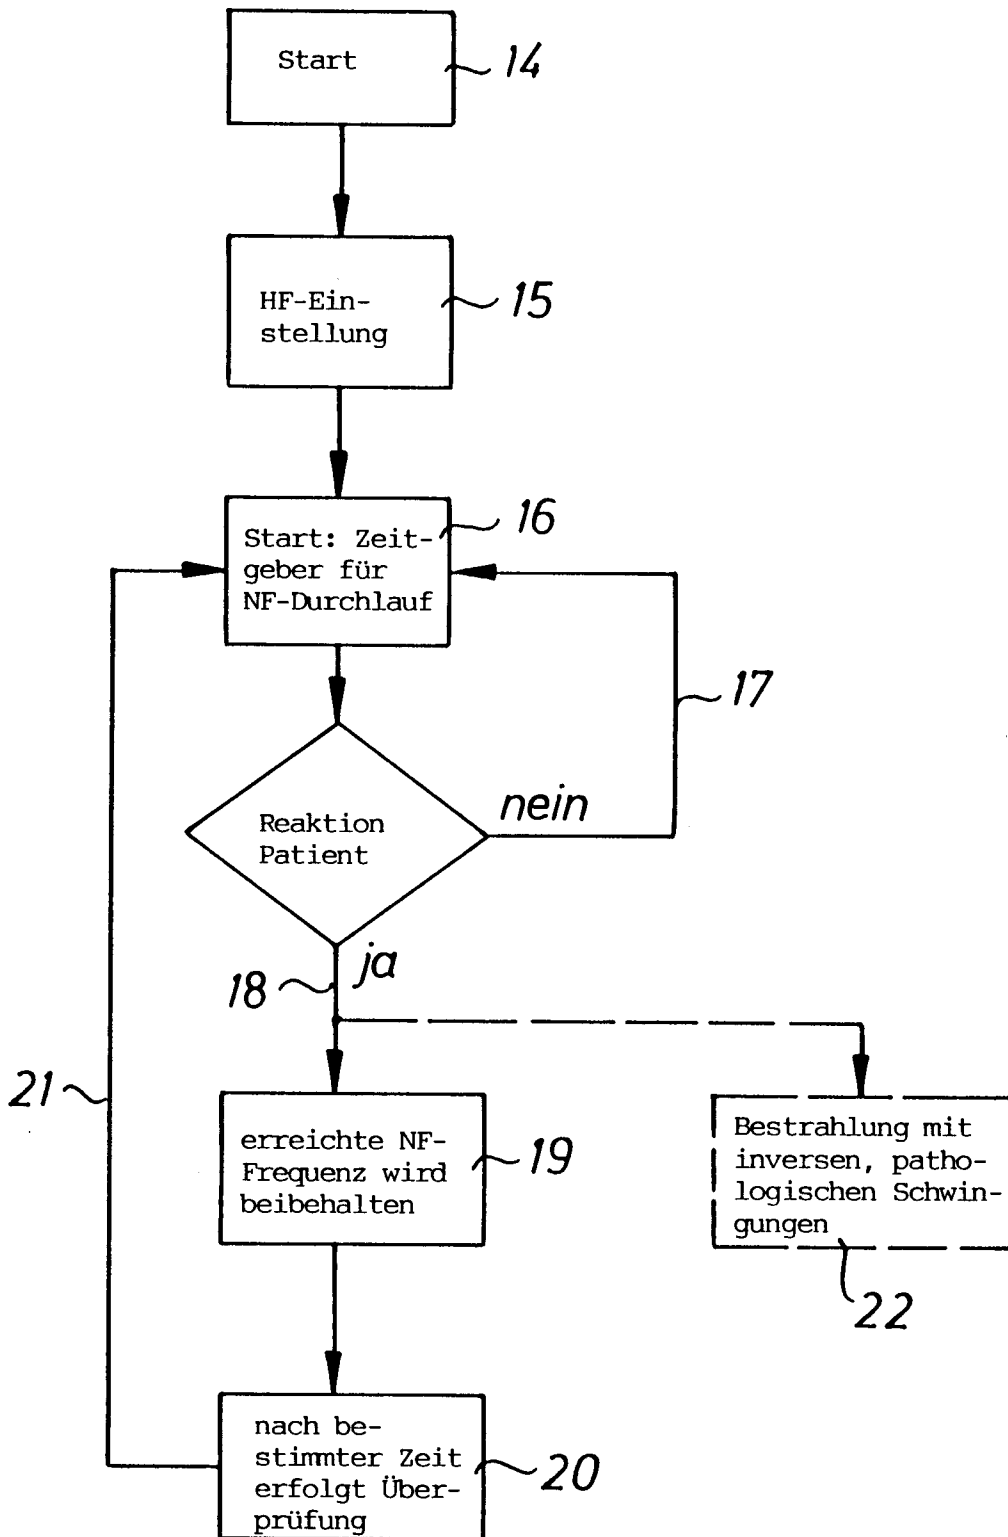 Start
14
HF-Ein-
stellung
15
Start: Zeit-
geber für
NF-Durchlauf
16
17
Reaktion
Patient
nein
ja
18
21
erreichte NF-
Frequenz wird
beibehalten
19
Bestrahlung mit
inversen, patho-
logischen Schwin-
gungen
22
nach be-
stimmter Zeit
erfolgt Über-
prüfung
20